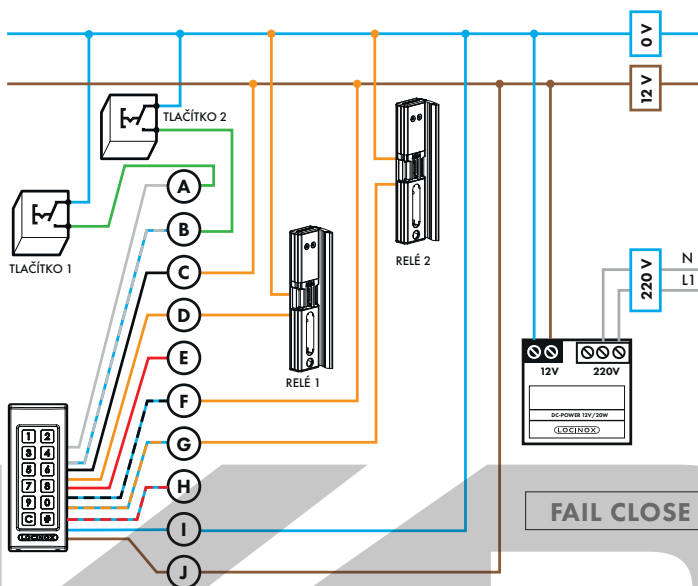 0 V
12 V
TLAČÍTKO 2
A
B
TLAČÍTKO 1
C
RELÉ 2
N
L1
220 V
D
E
RELÉ 1
12V 220V
F
DC-POWER 12V/20W
LOCINOX
G
1 2
3 4
5 6
7 8
9 0
C #
LOCINOX
H
FAIL CLOSE
I
J